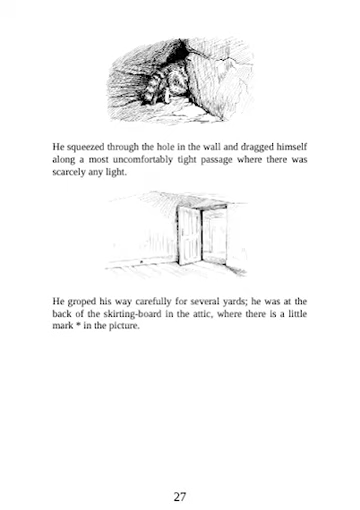 He squeezed through the hole in the wall and dragged himself
along a most uncomfortably tight passage where there was
scarcely any light.
He groped his way carefully for several yards; he was at the
back of the skirting-board in the attic, where there is a little
mark * in the picture.
27